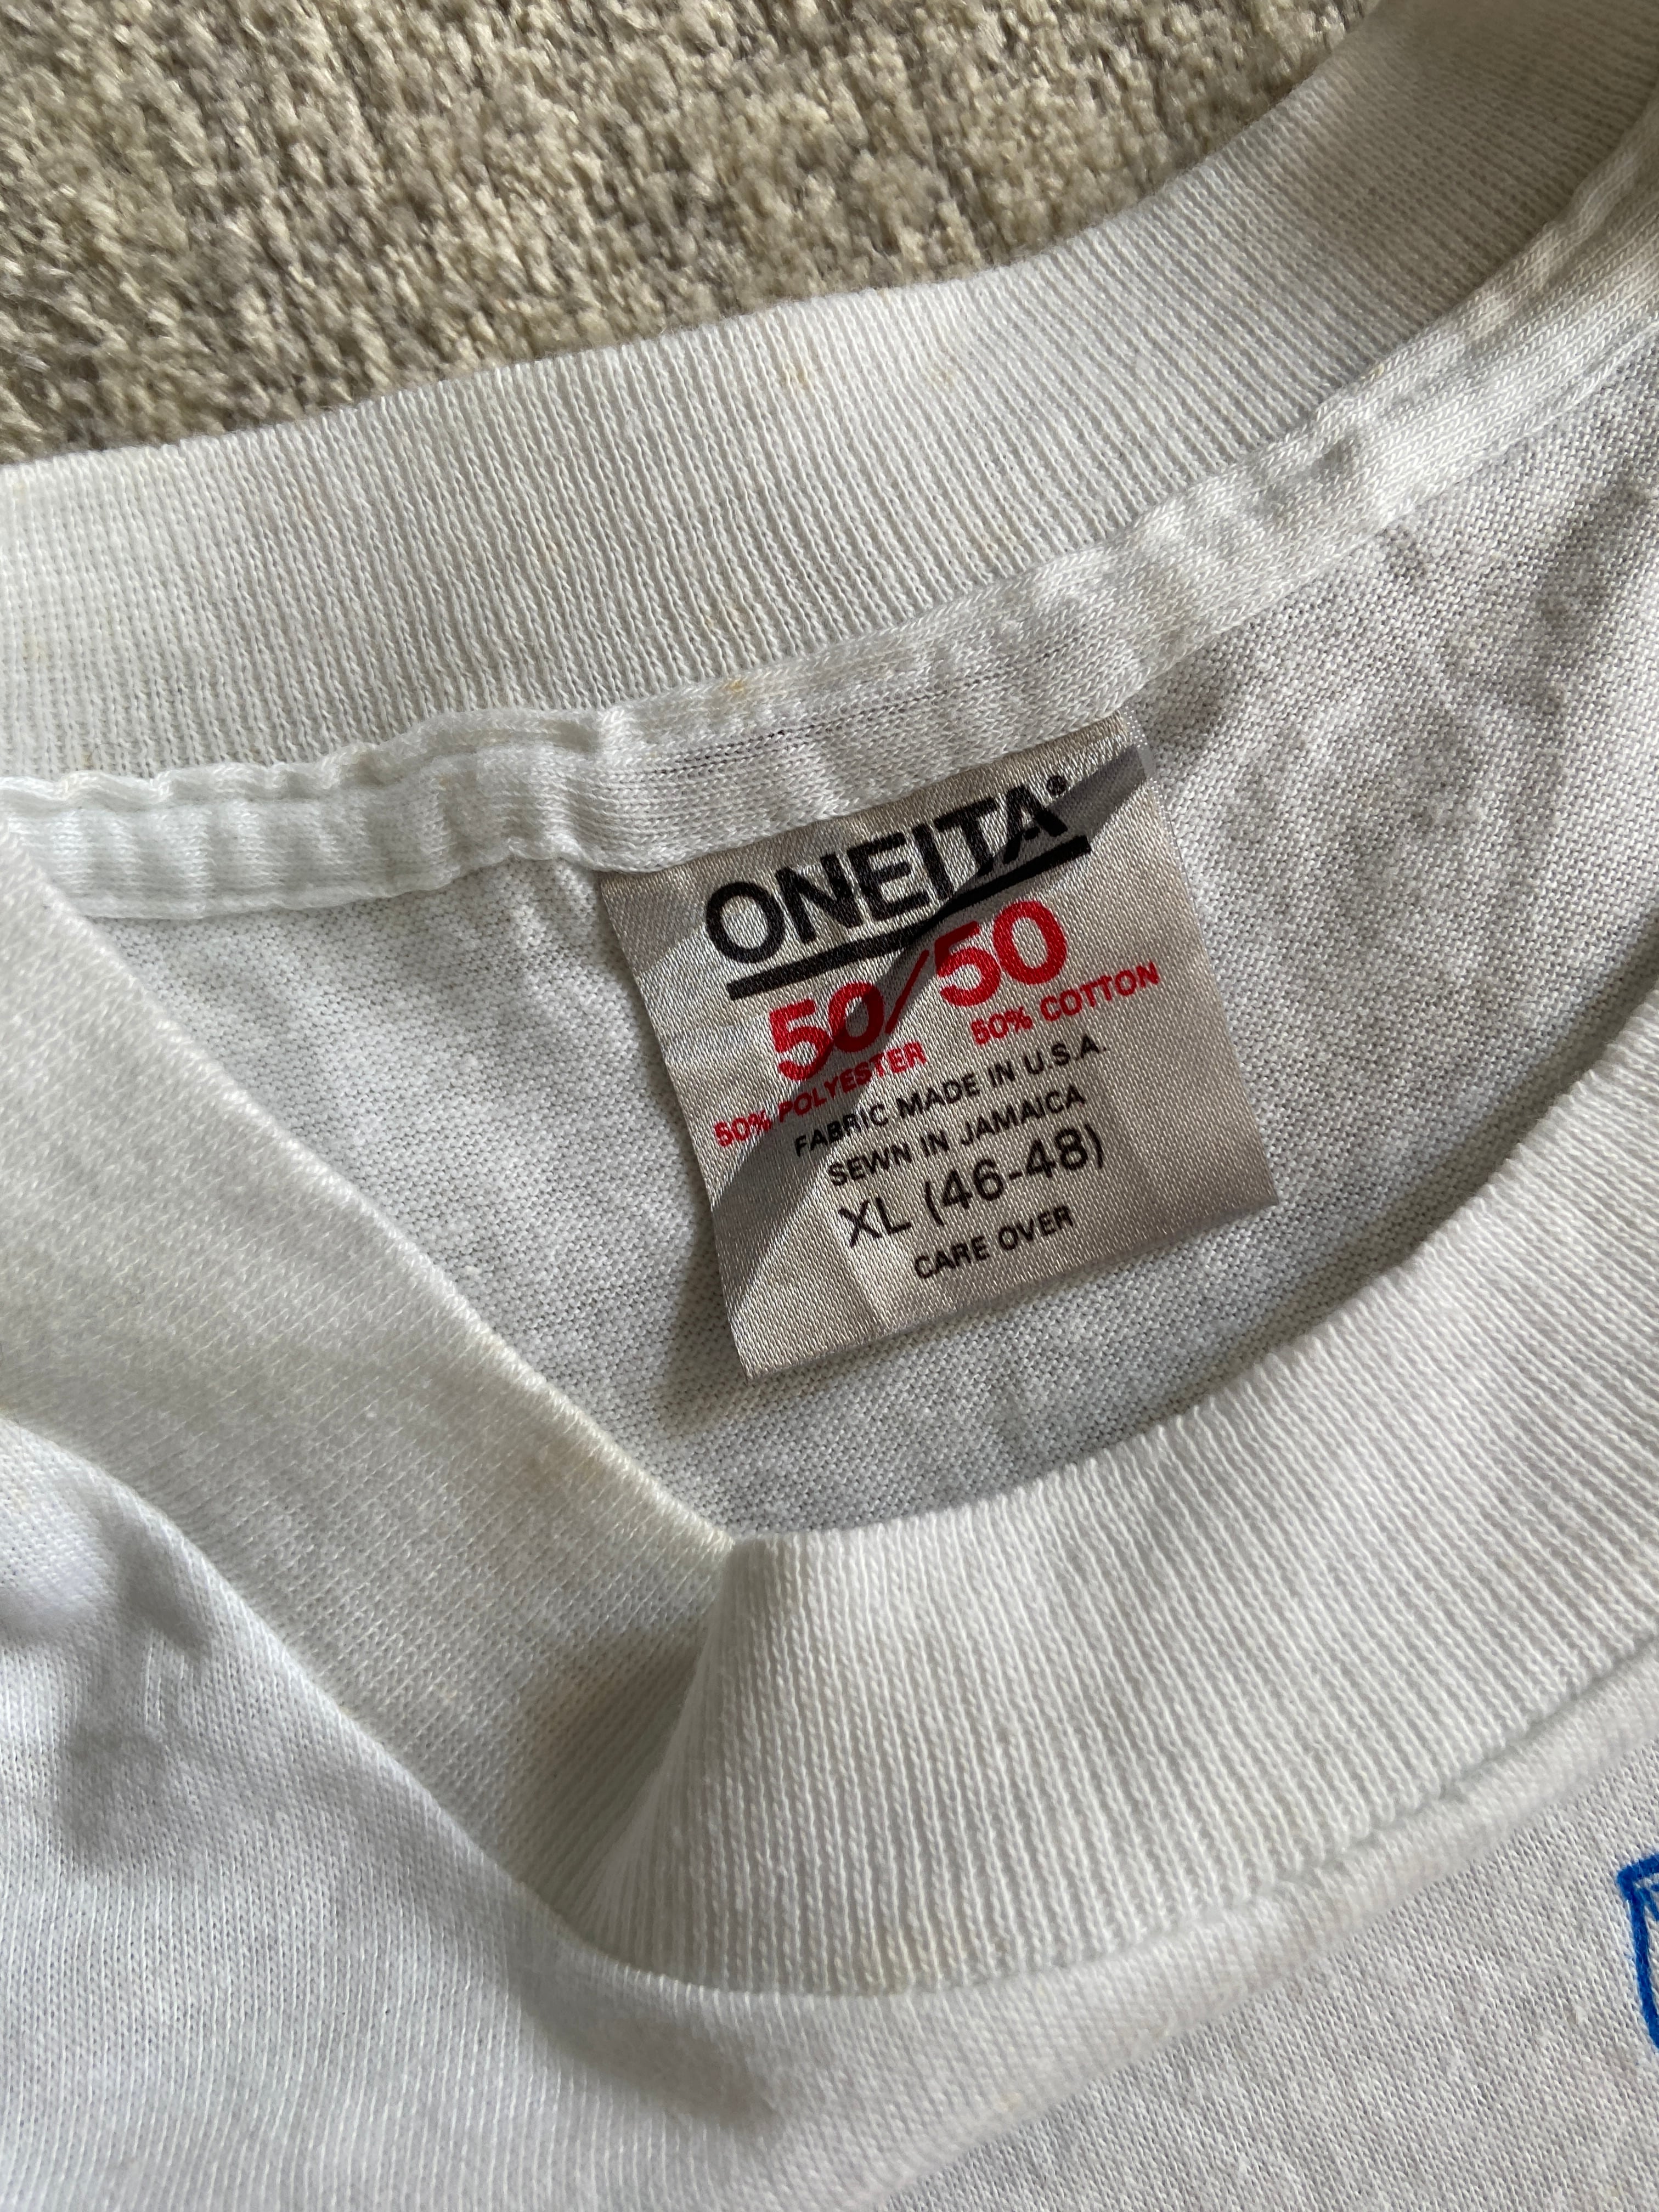 ONEITA®
50/50
50% POLYESTER 50% COTTON
FABRIC MADE IN U.S.A.
SEWN IN JAMAICA
XL (46-48)
CARE OVER